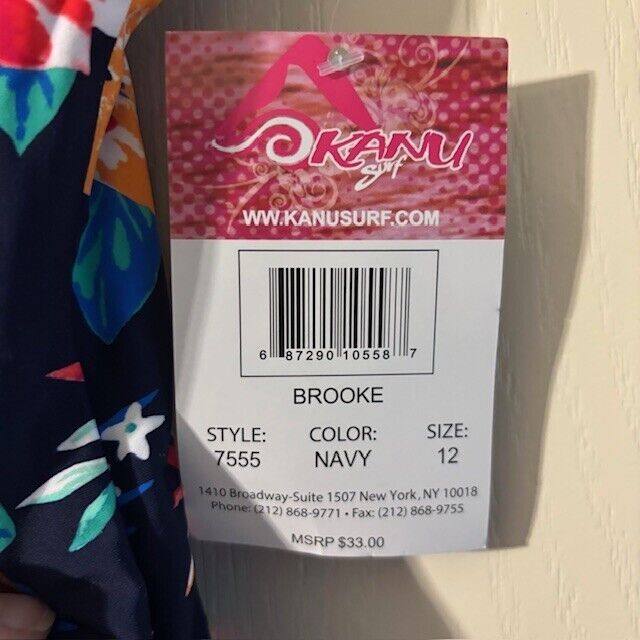 KANU
Surf
WWW.KANUSURF.COM
6 87290 10558 7
BROOKE
STYLE: COLOR: SIZE:
7555 NAVY 12
1410 Broadway-Suite 1507 New York, NY 10018
Phone: (212) 868-9771 • Fax: (212) 868-9755
MSRP $33.00